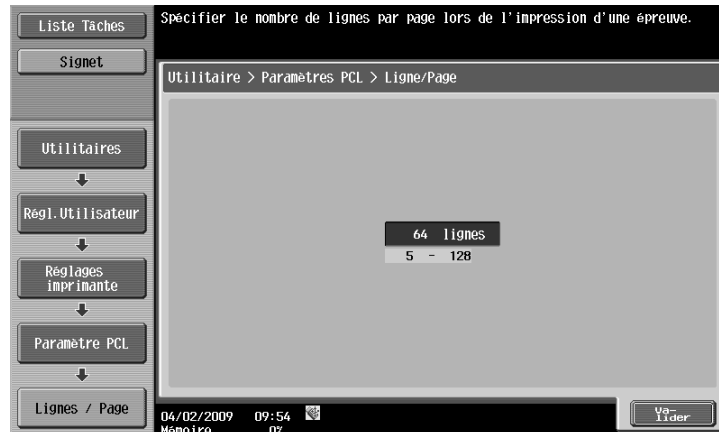 Liste Tâches
Signet
Utilitaires
Régl.Utilisateur
Réglages
imprimante
Paramètre PCL
Lignes / Page
Spécifier le nombre de lignes par page lors de l'impression d'une épreuve.
Utilitaire > Paramètres PCL > Ligne/Page
64 lignes
5 - 128
04/02/2009 09:54
Mémoire 0%
Va-
lider